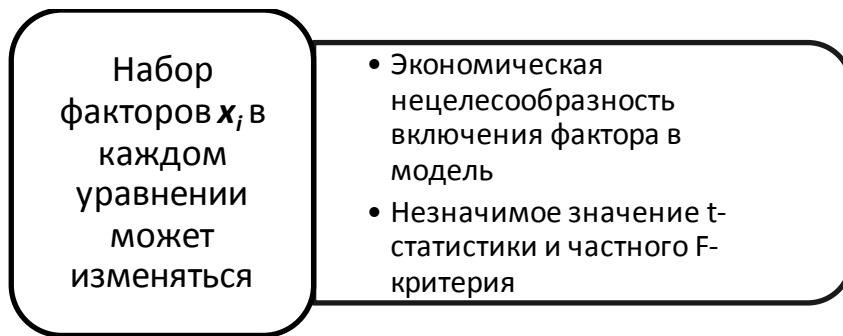 Набор
факторов xi в
каждом
уравнении
может
изменяться
• Экономическая
нецелесообразность
включения фактора в
модель
• Незначимое значение t-
статистики и частного F-
критерия